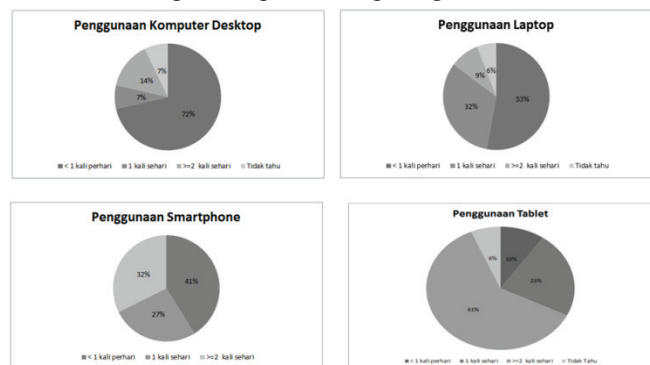 Penggunaan Komputer Desktop
7%
14%
7%
72%
■ < 1 kali perhari ■ 1 kali sehari ■ >=2 kali sehari ■ Tidak tahu
Penggunaan Laptop
6%
9%
32%
53%
■ < 1 kali perhari ■ 1 kali sehari ■ >=2 kali sehari ■ Tidak tahu
Penggunaan Smartphone
32%
41%
27%
■ < 1 kali perhari ■ 1 kali sehari ■ >=2 kali sehari
Penggunaan Tablet
6%
10%
23%
61%
■ < 1 kali perhari ■ 1 kali sehari ■ >=2 kali sehari ■ Tidak Tahu